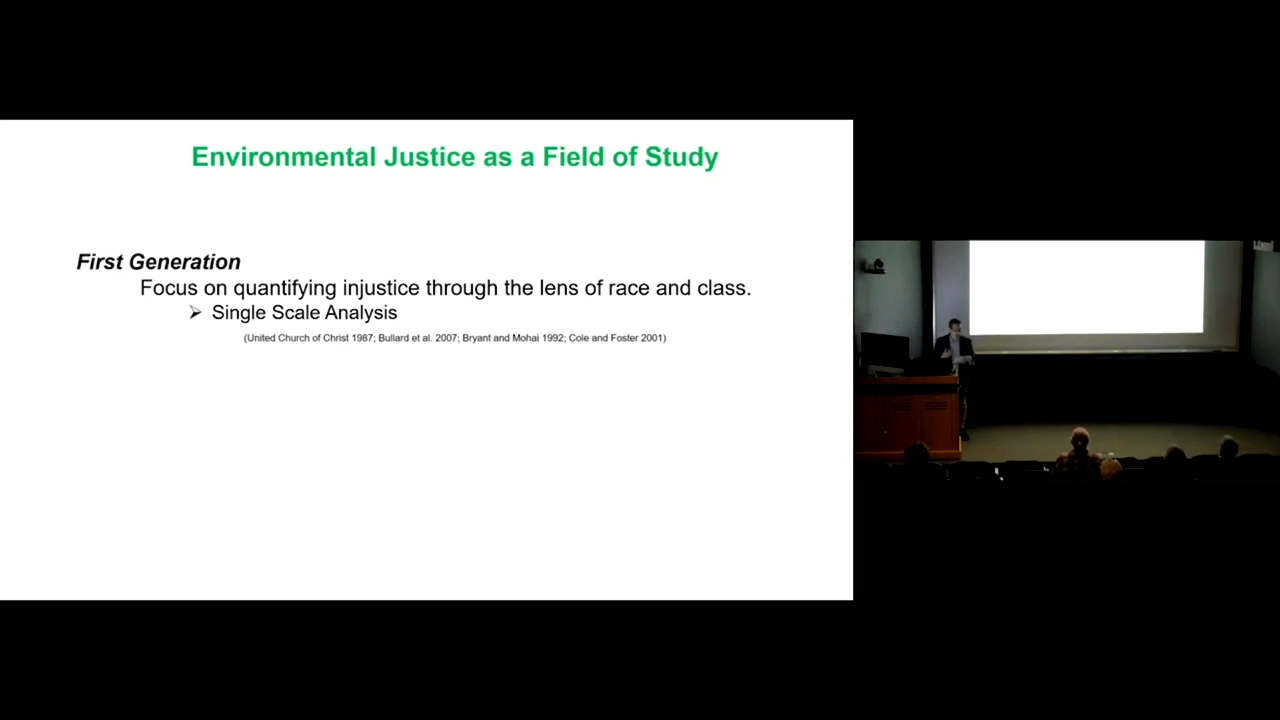 Environmental Justice as a Field of Study
First Generation
Focus on quantifying injustice through the lens of race and class.
➢ Single Scale Analysis
(United Church of Christ 1987; Bullard et al. 2007; Bryant and Mohai 1992; Cole and Foster 2001)